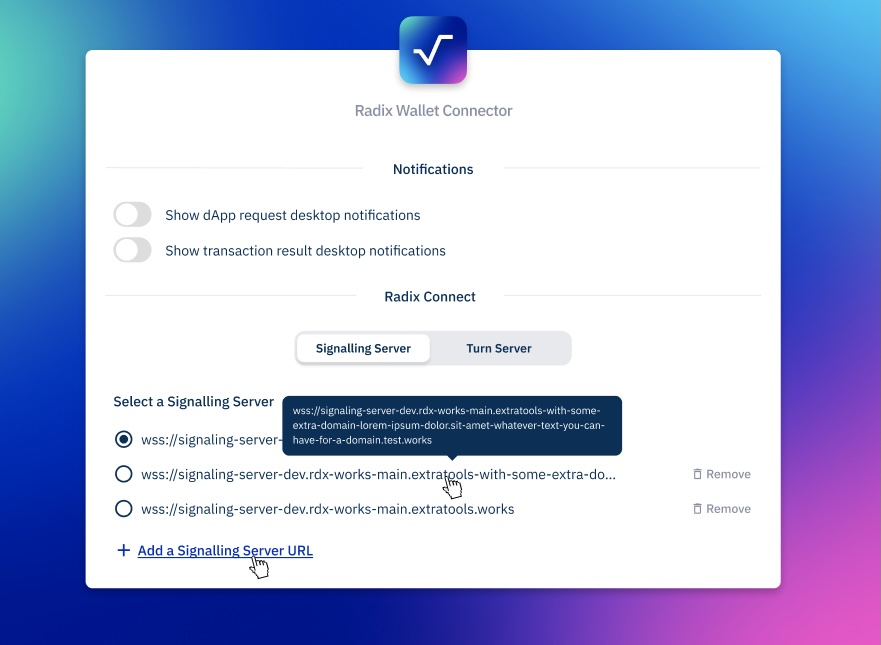 Radix Wallet Connector
Notifications
Show dApp request desktop notifications
Show transaction result desktop notifications
Radix Connect
Signalling Server
Turn Server
Select a Signalling Server
wss://signaling-server-dev.rdx-works-main.extratools-with-some-
extra-domain-lorem-ipsum-dolor.sit-amet-whatever-text-you-can-
have-for-a-domain.test.works
wss://signaling-server-
wss://signaling-server-dev.rdx-works-main.extratools-with-some-extra-do...
Remove
wss://signaling-server-dev.rdx-works-main.extratools.works
Remove
+ Add a Signalling Server URL